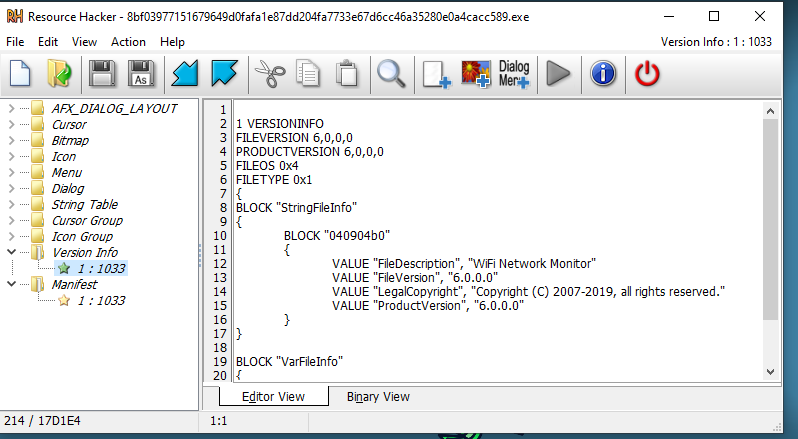 Resource Hacker - 8bf03977151679649d0fafa1e87dd204fa7733e67d6cc46a35280e0a4cacc589.exe
File Edit View Action Help
Version Info : 1 : 1033
As
Dialog
Menu
AFX_DIALOG_LAYOUT
Cursor
Bitmap
Icon
Menu
Dialog
String Table
Cursor Group
Icon Group
Version Info
1 : 1033
Manifest
1 : 1033
1
2 1 VERSIONINFO
3 FILEVERSION 6,0,0,0
4 PRODUCTVERSION 6,0,0,0
5 FILEOS 0x4
6 FILETYPE 0x1
7 {
8 BLOCK "StringFileInfo"
9 {
10 BLOCK "040904b0"
11 {
12 VALUE "FileDescription", "WiFi Network Monitor"
13 VALUE "FileVersion", "6.0.0.0"
14 VALUE "LegalCopyright", "Copyright (C) 2007-2019, all rights reserved."
15 VALUE "ProductVersion", "6.0.0.0"
16 }
17 }
18
19 BLOCK "VarFileInfo"
20 {
Editor View
Binary View
214 / 17D1E4
1:1